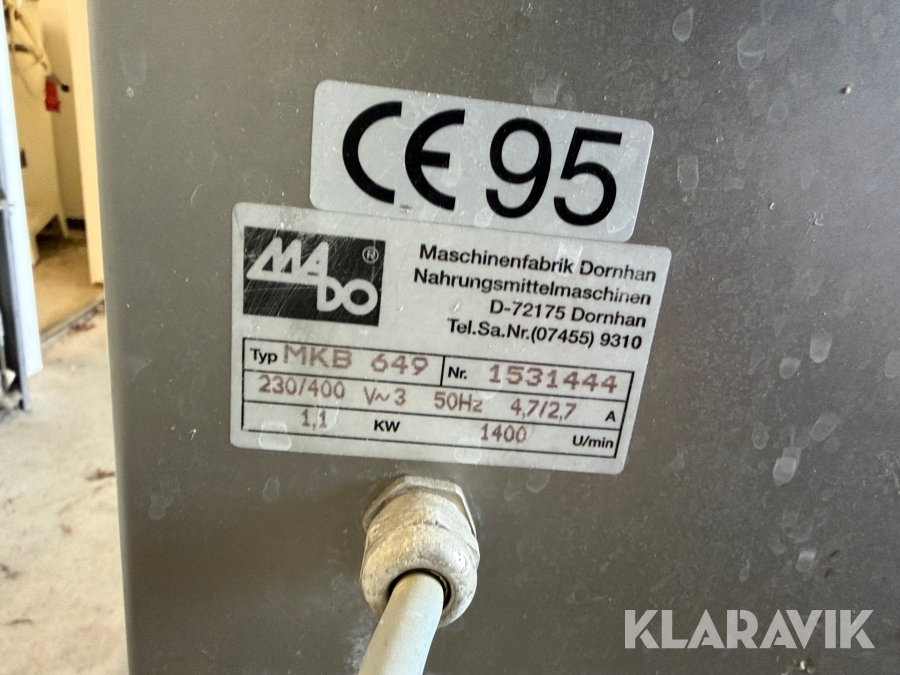 CE 95
MADO ®
Maschinenfabrik Dornhan
Nahrungsmittelmaschinen
D-72175 Dornhan
Tel.Sa.Nr.(07455) 9310
Typ MKB 649 Nr. 1531444
230/400 V~3 50Hz 4,7/2,7 A
1,1 KW 1400 U/min
KLARAVIK